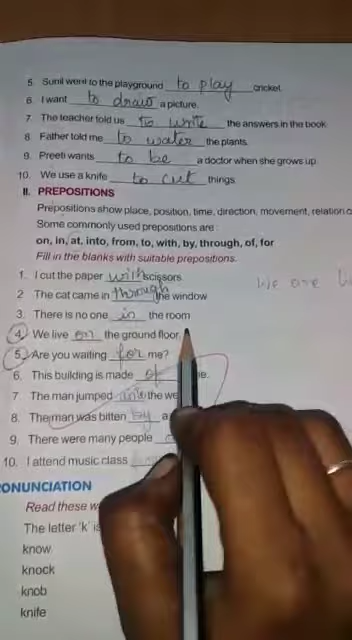 5. Sunil went to the playground to play cricket.
6. I want to draw a picture.
7. The teacher told us to write the answers in the book.
8. Father told me to water the plants.
9. Preeti wants to be a doctor when she grows up.
10. We use a knife to cut things.
II. PREPOSITIONS
Prepositions show place, position, time, direction, movement, relation
Some commonly used prepositions are
on, in, at, into, from, to, with, by, through, of, for
Fill in the blanks with suitable prepositions.
1. I cut the paper with scissors
We are
2 The cat came in through the window
3. There is no one in the room
4. We live on the ground floor.
5. Are you waiting for me?
6. This building is made of
7. The man jumped into the
8. The man was bitten by a
9. There were many people
10. I attend music class
Read these
The letter 'k'
know
knock
knob
knife